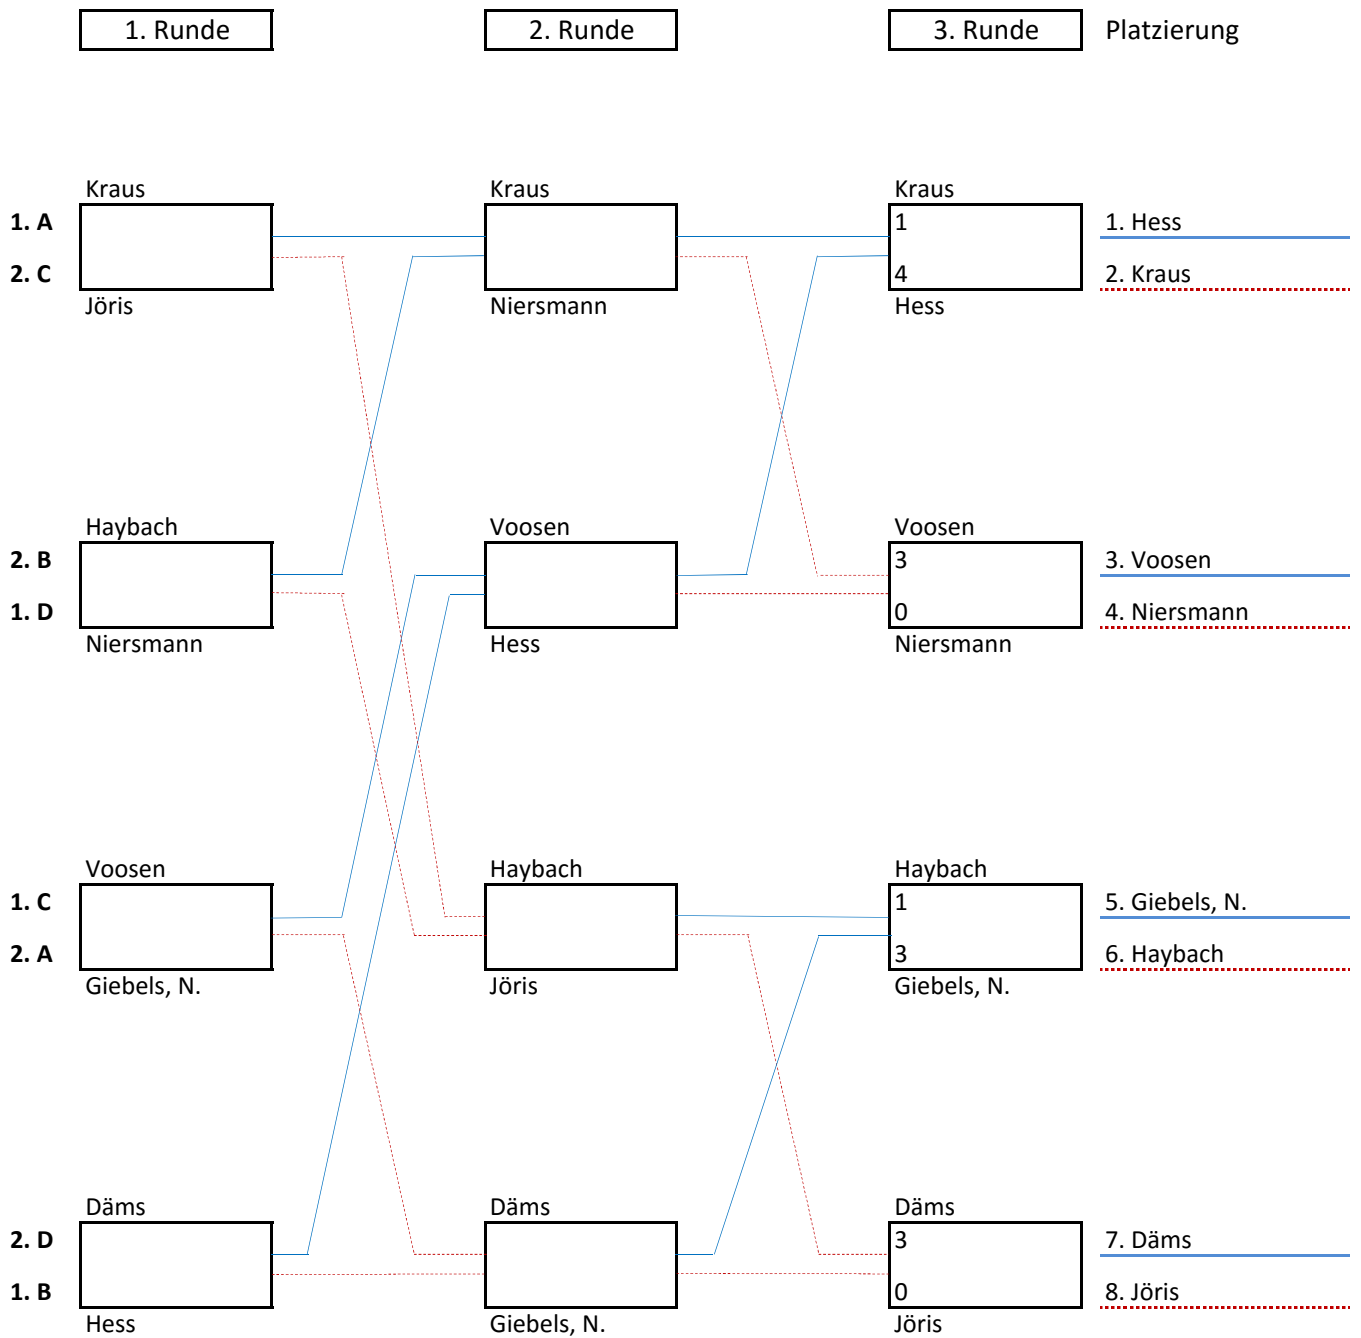 1. Runde 2. Runde 3. Runde Platzierung
Kraus Kraus Kraus
1. A 1 1. Hess
2. C 4 2. Kraus
Jöris Niersmann Hess
Haybach Voosen Voosen
2. B 3 3. Voosen
1. D 0 4. Niersmann
Niersmann Hess Niersmann
Voosen Haybach Haybach
1. C 1 5. Giebels, N.
2. A 3 6. Haybach
Giebels, N. Jöris Giebels, N.
Däms Däms Däms
2. D 3 7. Däms
1. B 0 8. Jöris
Hess Giebels, N. Jöris